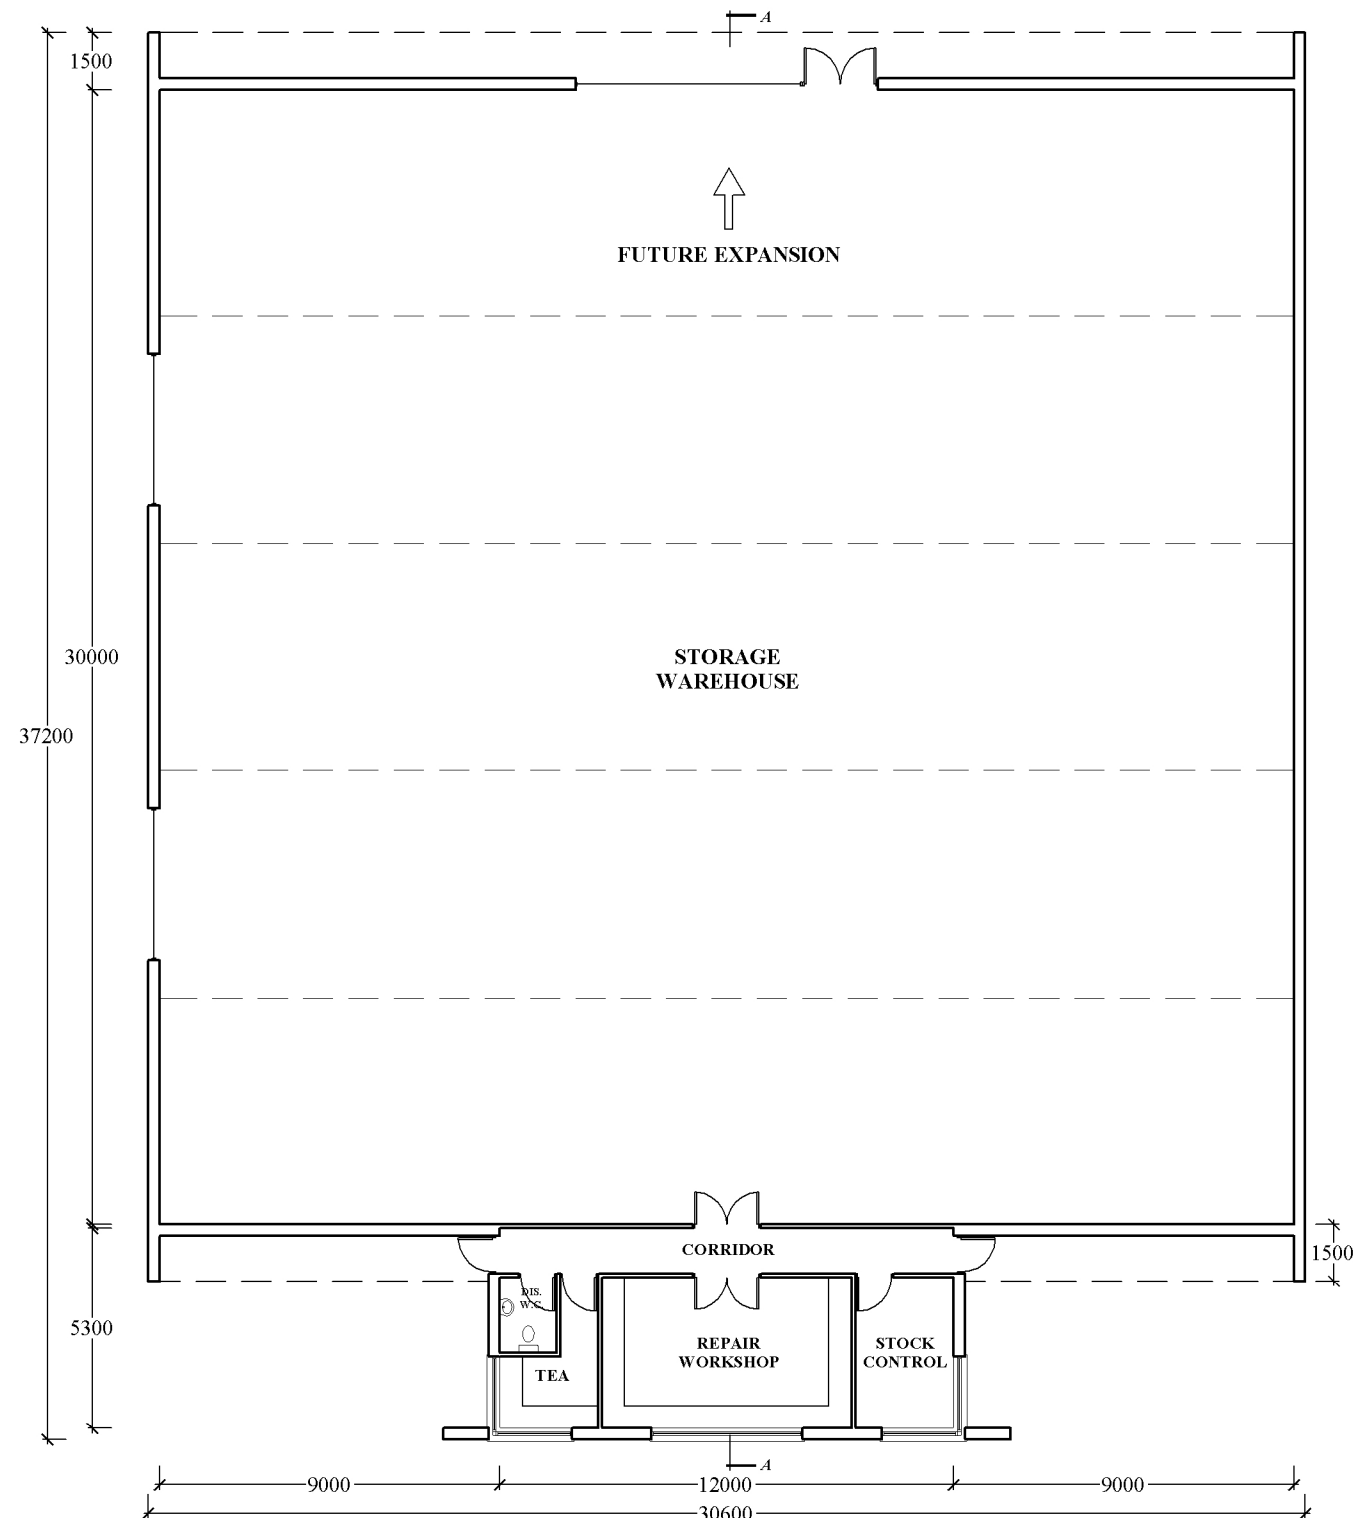 A
1500
FUTURE EXPANSION
30000
STORAGE
WAREHOUSE
37200
CORRIDOR
1500
DIS.
W.C.
5300
REPAIR
WORKSHOP
STOCK
CONTROL
TEA
A
9000
12000
9000
30600